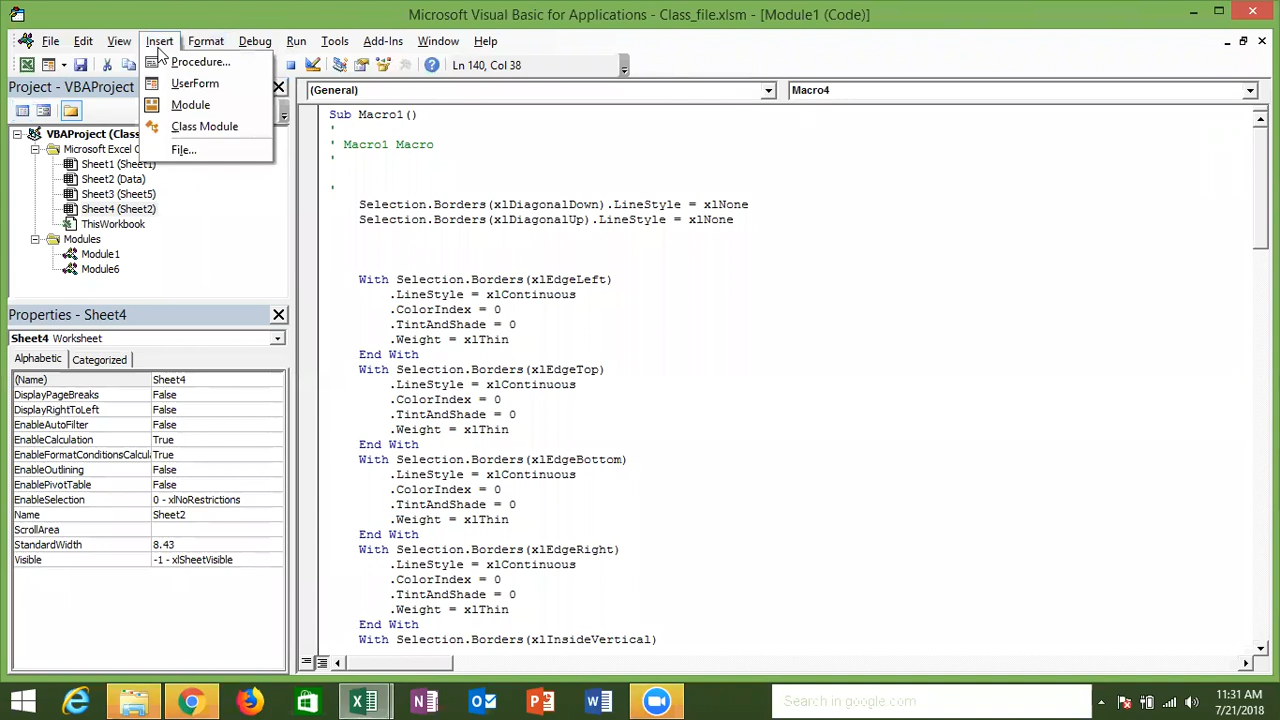 Microsoft Visual Basic for Applications - Class_file.xlsm - [Module1 (Code)]
File Edit View Insert Format Debug Run Tools Add-Ins Window Help
Ln 140, Col 38
Procedure...
UserForm
Module
Class Module
File...
Project - VBAProject
VBAProject (Class
Microsoft Excel O
Sheet1 (Sheet1)
Sheet2 (Data)
Sheet3 (Sheet5)
Sheet4 (Sheet2)
ThisWorkbook
Modules
Module1
Module6
Properties - Sheet4
Sheet4 Worksheet
Alphabetic Categorized
(Name) Sheet4
DisplayPageBreaks False
DisplayRightToLeft False
EnableAutoFilter False
EnableCalculation True
EnableFormatConditionsCalcula True
EnableOutlining False
EnablePivotTable False
EnableSelection 0 - xlNoRestrictions
Name Sheet2
ScrollArea
StandardWidth 8.43
Visible -1 - xlSheetVisible
(General) Macro4
Sub Macro1()
'
' Macro1 Macro
'
'
Selection.Borders(xlDiagonalDown).LineStyle = xlNone
Selection.Borders(xlDiagonalUp).LineStyle = xlNone
With Selection.Borders(xlEdgeLeft)
.LineStyle = xlContinuous
.ColorIndex = 0
.TintAndShade = 0
.Weight = xlThin
End With
With Selection.Borders(xlEdgeTop)
.LineStyle = xlContinuous
.ColorIndex = 0
.TintAndShade = 0
.Weight = xlThin
End With
With Selection.Borders(xlEdgeBottom)
.LineStyle = xlContinuous
.ColorIndex = 0
.TintAndShade = 0
.Weight = xlThin
End With
With Selection.Borders(xlEdgeRight)
.LineStyle = xlContinuous
.ColorIndex = 0
.TintAndShade = 0
.Weight = xlThin
End With
With Selection.Borders(xlInsideVertical)
Search in google.com
11:31 AM
7/21/2018